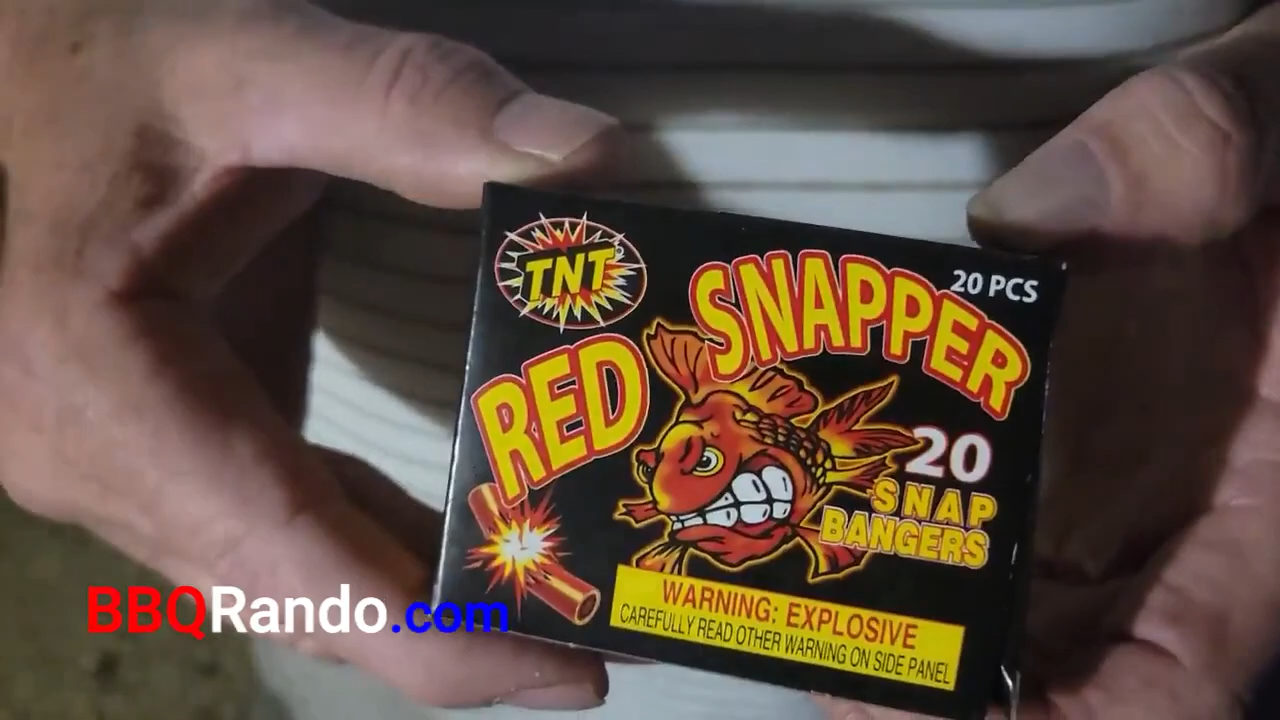 TNT
RED SNAPPER
20 PCS
20
SNAP
BANGERS
WARNING: EXPLOSIVE
CAREFULLY READ OTHER WARNING ON SIDE PANEL
BBQRando.com